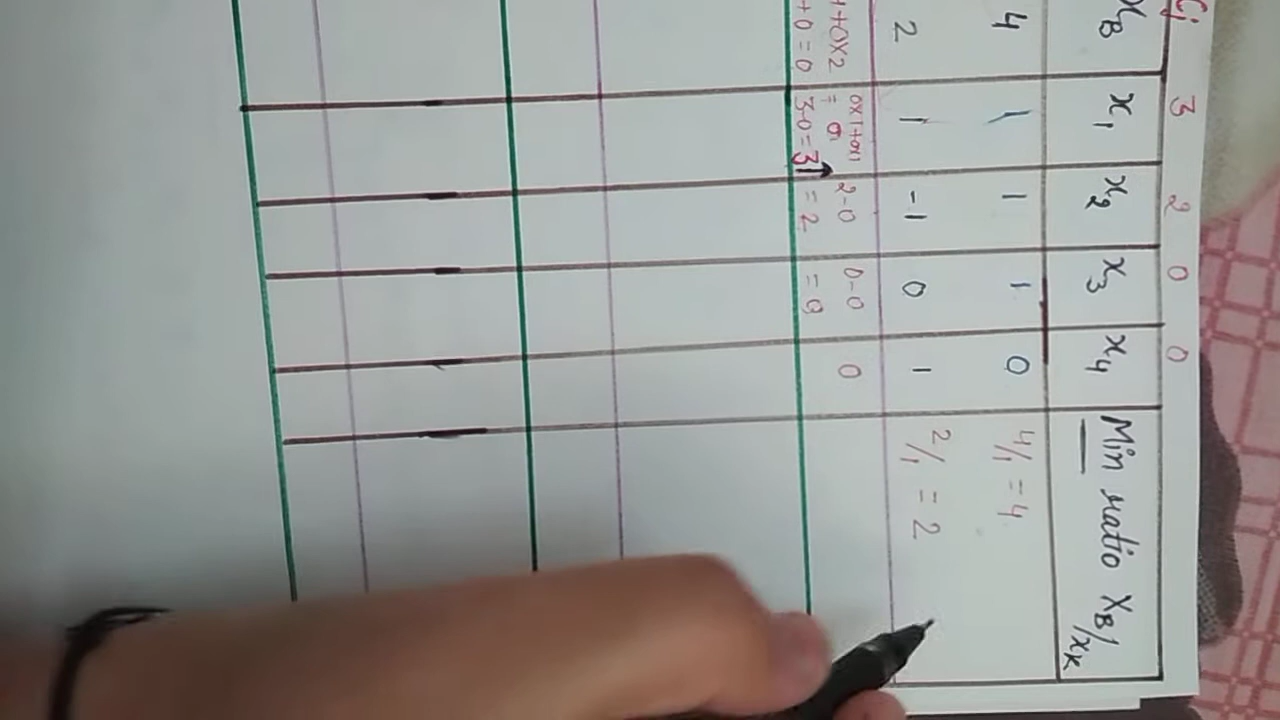 Cj 3 2 0 0
XB x1 x2 x3 x4 Min ratio XB/xk
4 1 1 1 0 4/1 = 4
2 1 -1 0 1 2/1 = 2
+0x2 0x1+0x1 2-0 0-0 0
= 0
+0=0 3-0=3↑ = 2 = 0